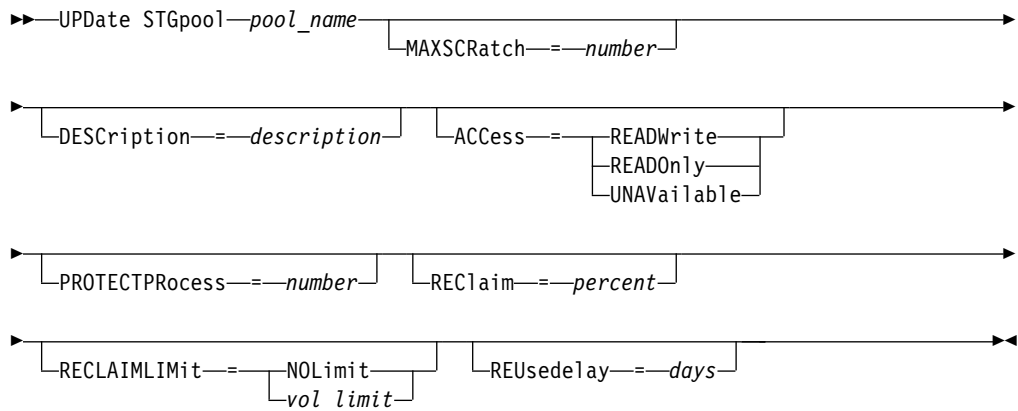 UPDate STGpool pool_name
MAXSCRatch = number
DESCription = description
ACCess = READWrite
READOnly
UNAVailable
PROTECTPRocess = number
REClaim = percent
RECLAIMLIMit = NOLimit
vol limit
REUsedelay = days